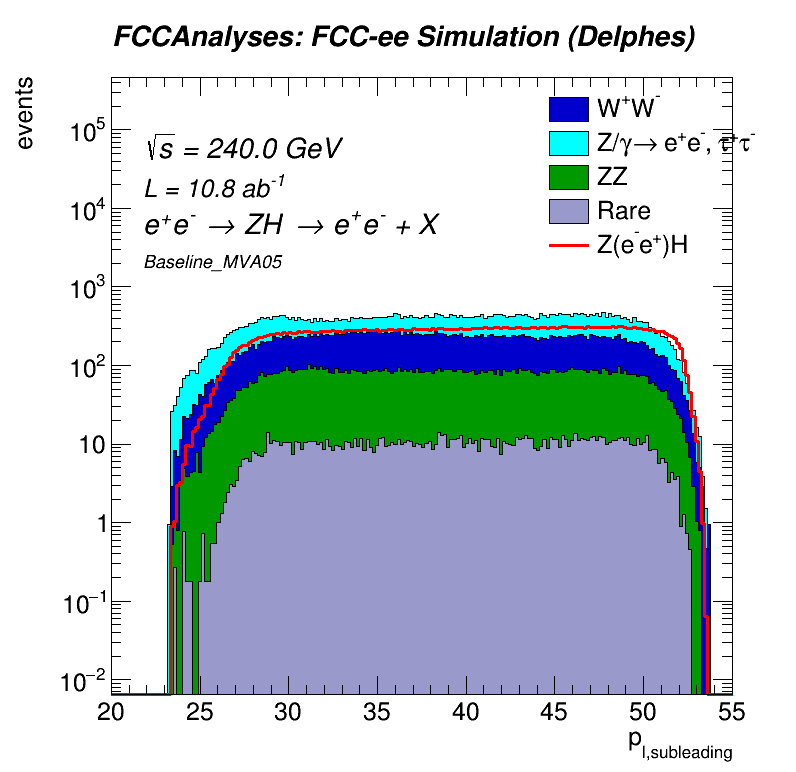 FCCAnalyses: FCC-ee Simulation (Delphes)
events
√s = 240.0 GeV
L = 10.8 ab⁻¹
e⁺e⁻ → ZH → e⁺e⁻ + X
Baseline_MVA05
W⁺W⁻
Z/γ→ e⁺e⁻, τ⁺τ⁻
ZZ
Rare
Z(e⁻e⁺)H
10⁵
10⁴
10³
10²
10
1
10⁻¹
10⁻²
20 25 30 35 40 45 50 55
p_l,subleading